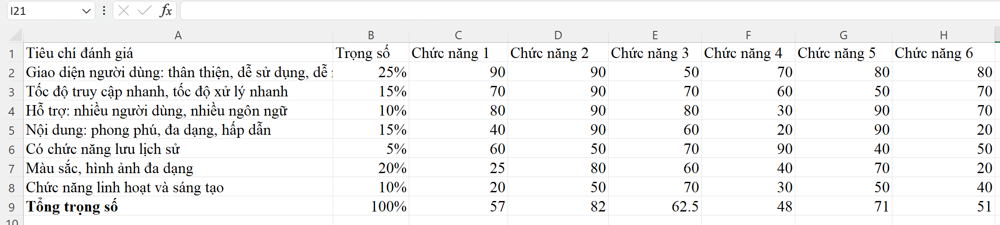 I21 fx
A B C D E F G H
1 Tiêu chí đánh giá Trọng số Chức năng 1 Chức năng 2 Chức năng 3 Chức năng 4 Chức năng 5 Chức năng 6
2 Giao diện người dùng: thân thiện, dễ sử dụng, dễ 25% 90 90 50 70 80 80
3 Tốc độ truy cập nhanh, tốc độ xử lý nhanh 15% 70 90 70 60 50 70
4 Hỗ trợ: nhiều người dùng, nhiều ngôn ngữ 10% 80 90 80 30 90 70
5 Nội dung: phong phú, đa dạng, hấp dẫn 15% 40 90 60 20 90 20
6 Có chức năng lưu lịch sử 5% 60 50 70 90 40 50
7 Màu sắc, hình ảnh đa dạng 20% 25 80 60 40 70 20
8 Chức năng linh hoạt và sáng tạo 10% 20 50 70 30 50 40
9 Tổng trọng số 100% 57 82 62.5 48 71 51
10